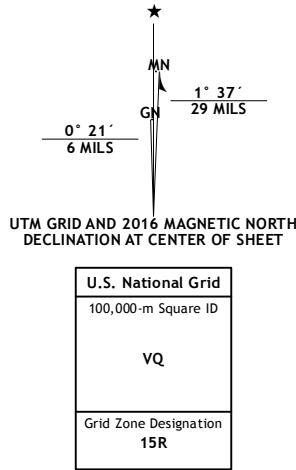 MN
1° 37´
29 MILS
GN
0° 21´
6 MILS
UTM GRID AND 2016 MAGNETIC NORTH
DECLINATION AT CENTER OF SHEET
U.S. National Grid
100,000-m Square ID
VQ
Grid Zone Designation
15R